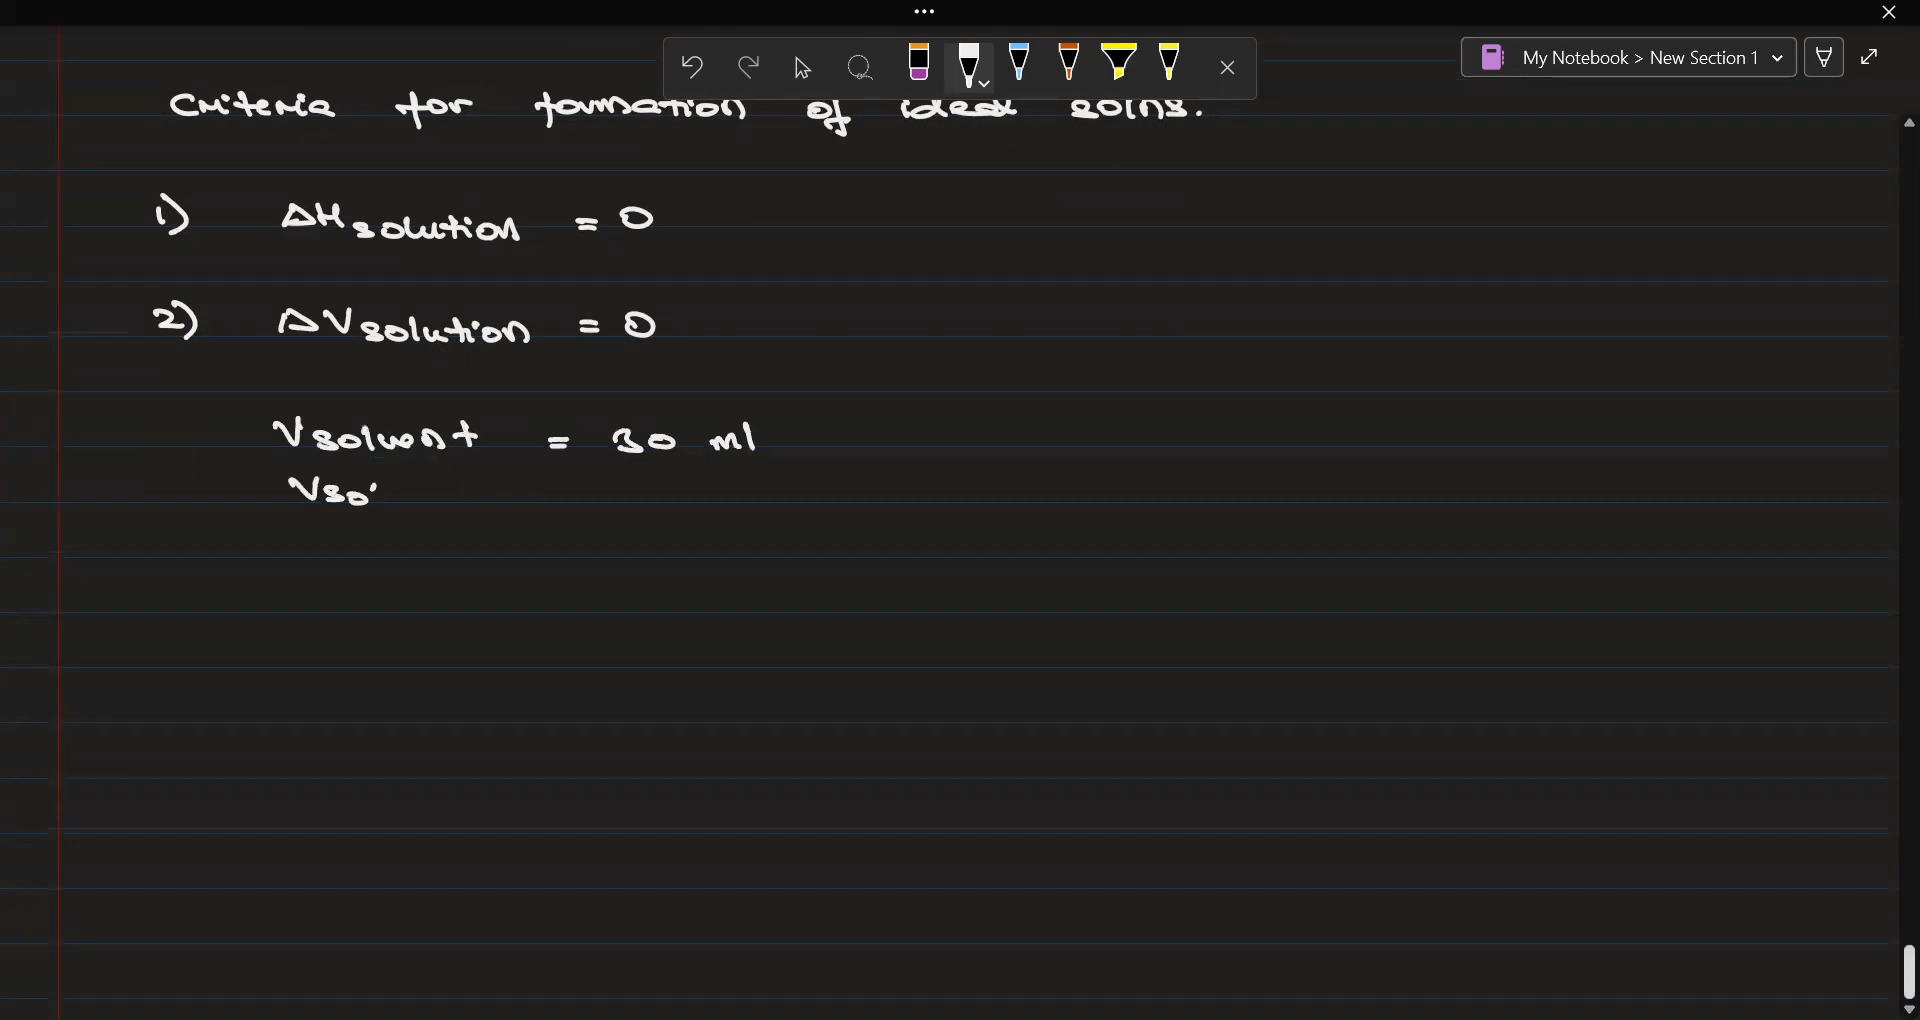 My Notebook > New Section 1
Criteria for formation of ideal solns.
1) ΔHsolution = 0
2) ΔVsolution = 0
Vsolvent = 30 ml
Vso